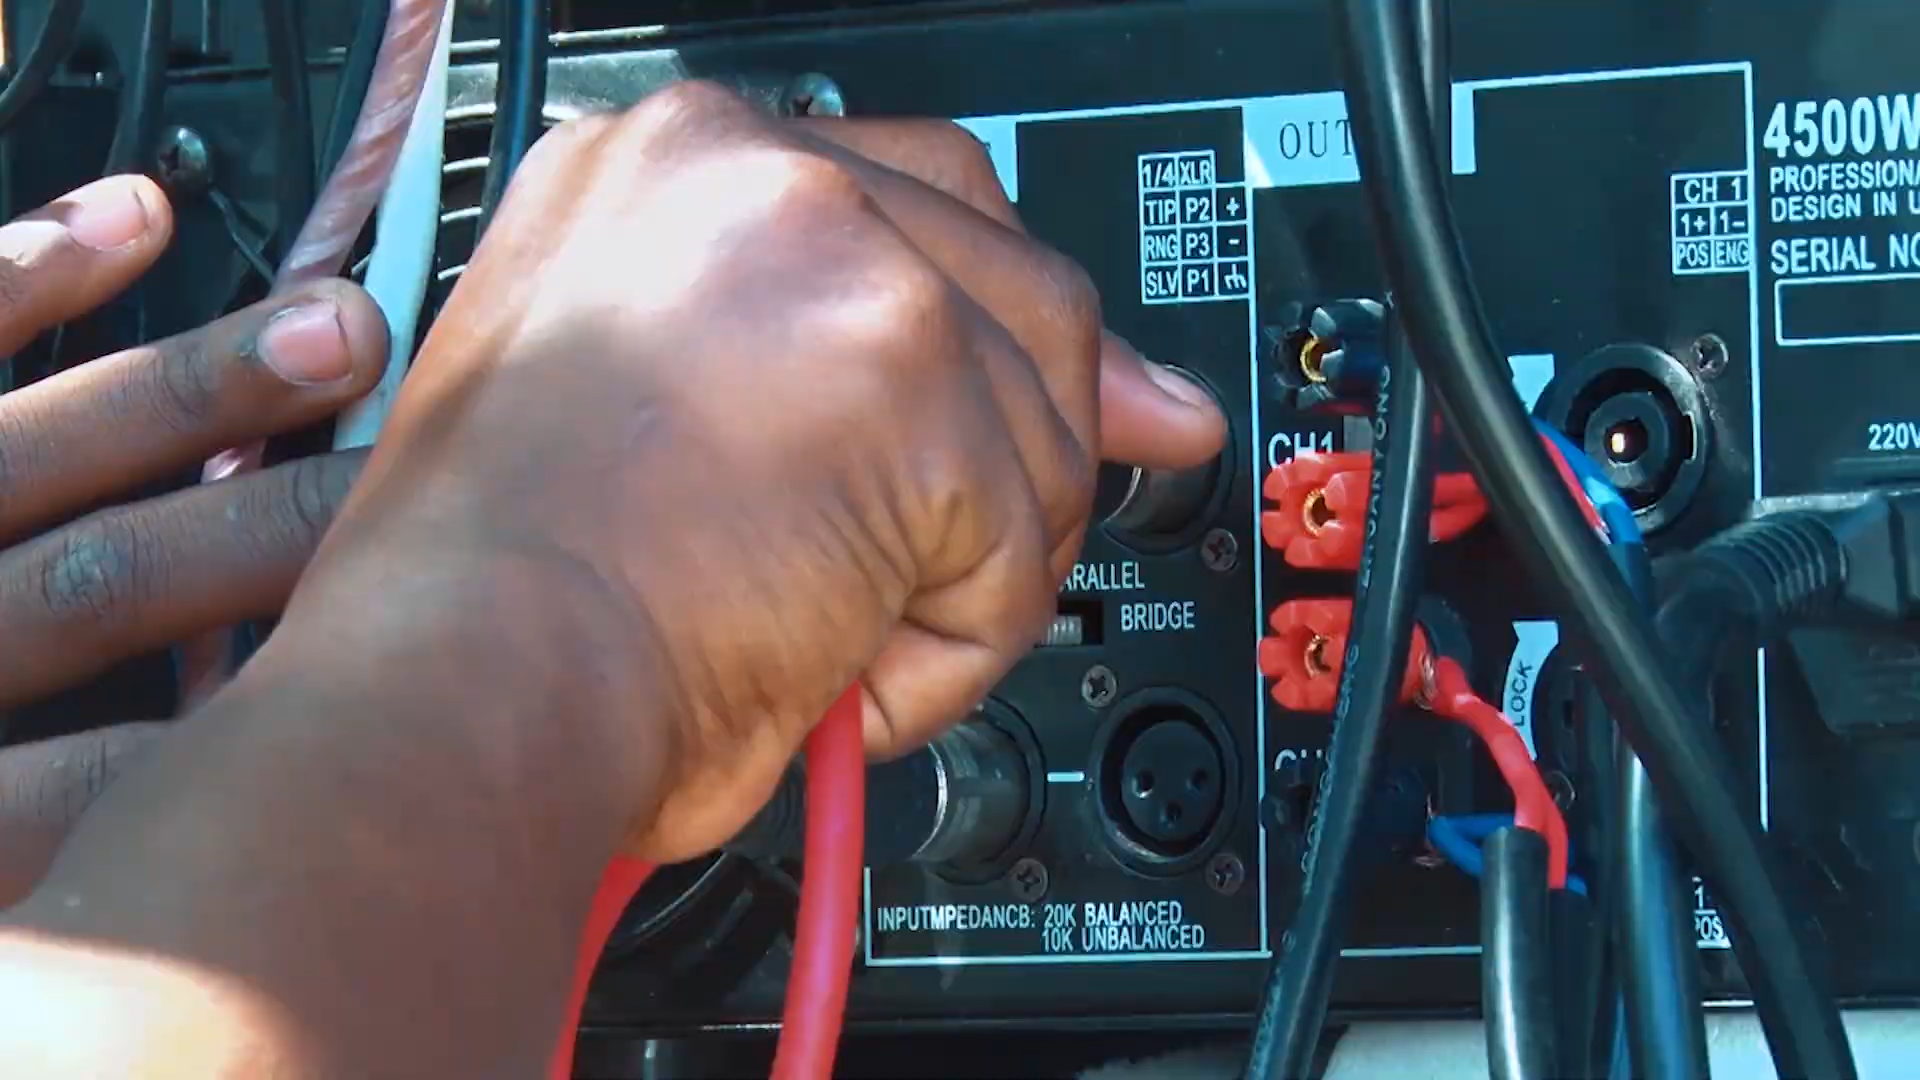 OUT
4500W
PROFESSIONA
DESIGN IN U
SERIAL NO
1/4 XLR
TIP P2 +
RNG P3 -
SLV P1
CH 1
1+ 1-
POS ENG
220V
CH1
ARALLEL
BRIDGE
LOCK
INPUTMPEDANCB: 20K BALANCED
10K UNBALANCED